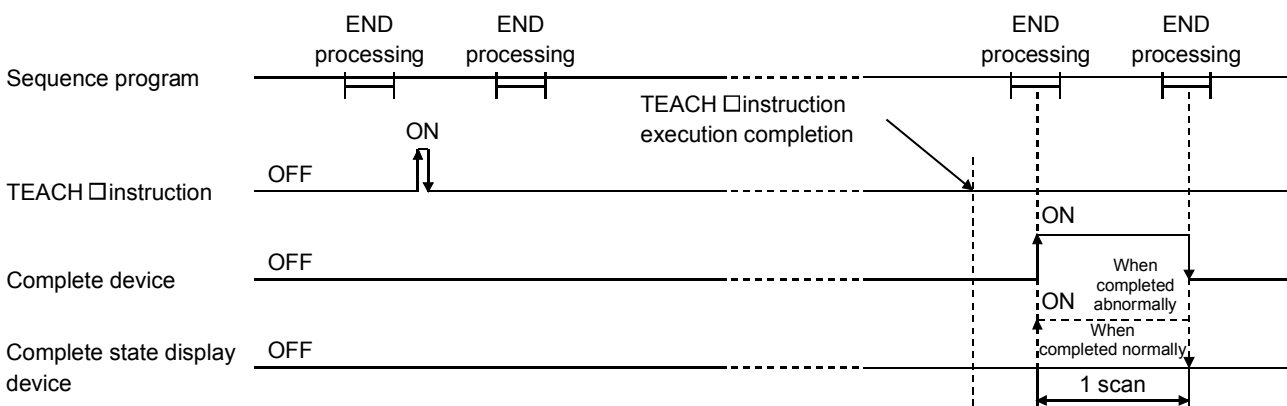 END processing
END processing
END processing
END processing
Sequence program
TEACH □instruction
execution completion
ON
OFF
TEACH □instruction
ON
OFF
Complete device
When
completed
abnormally
ON
When
completed normally
OFF
Complete state display
device
1 scan